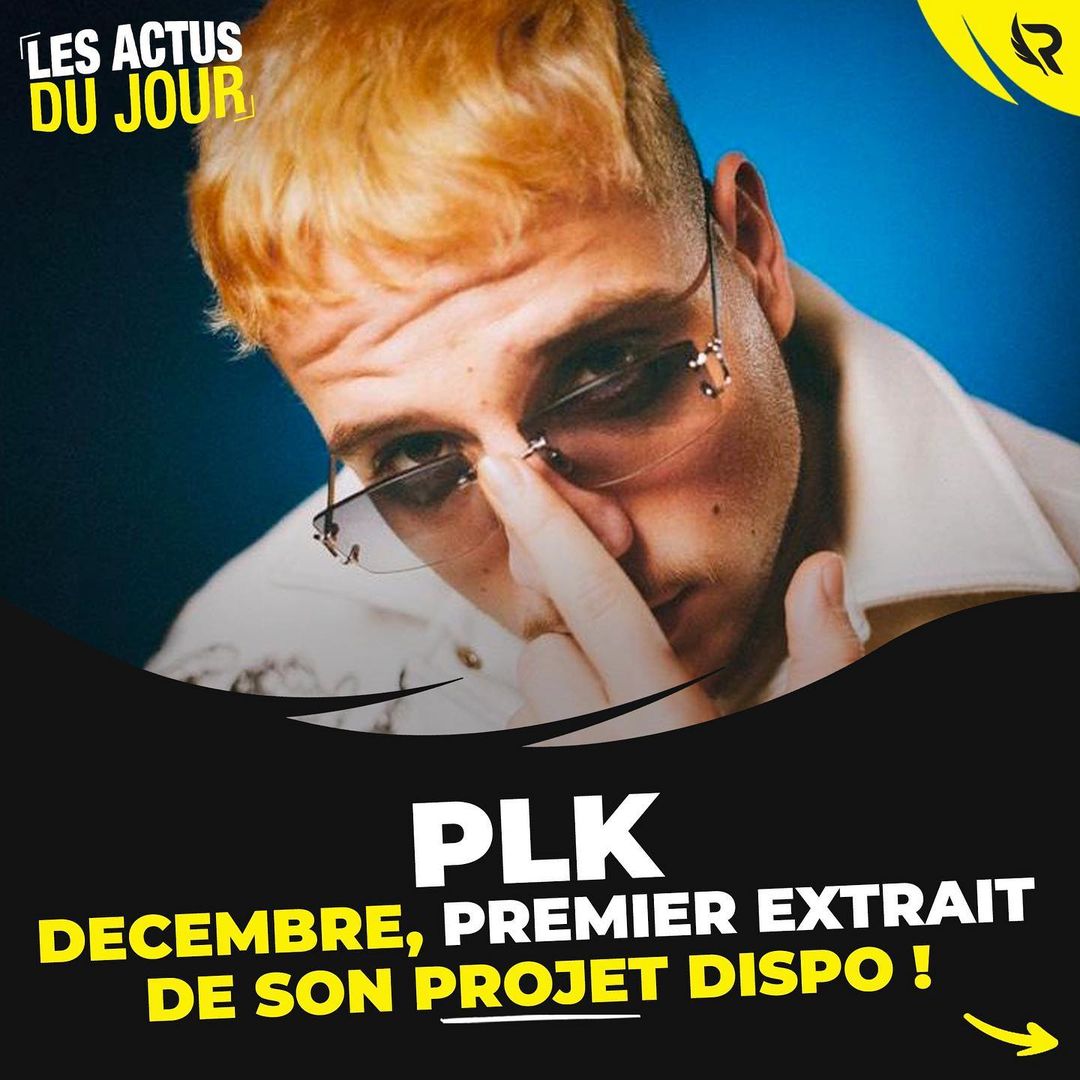 LES ACTUS
DU JOUR
R
PLK
DECEMBRE, PREMIER EXTRAIT
DE SON PROJET DISPO !